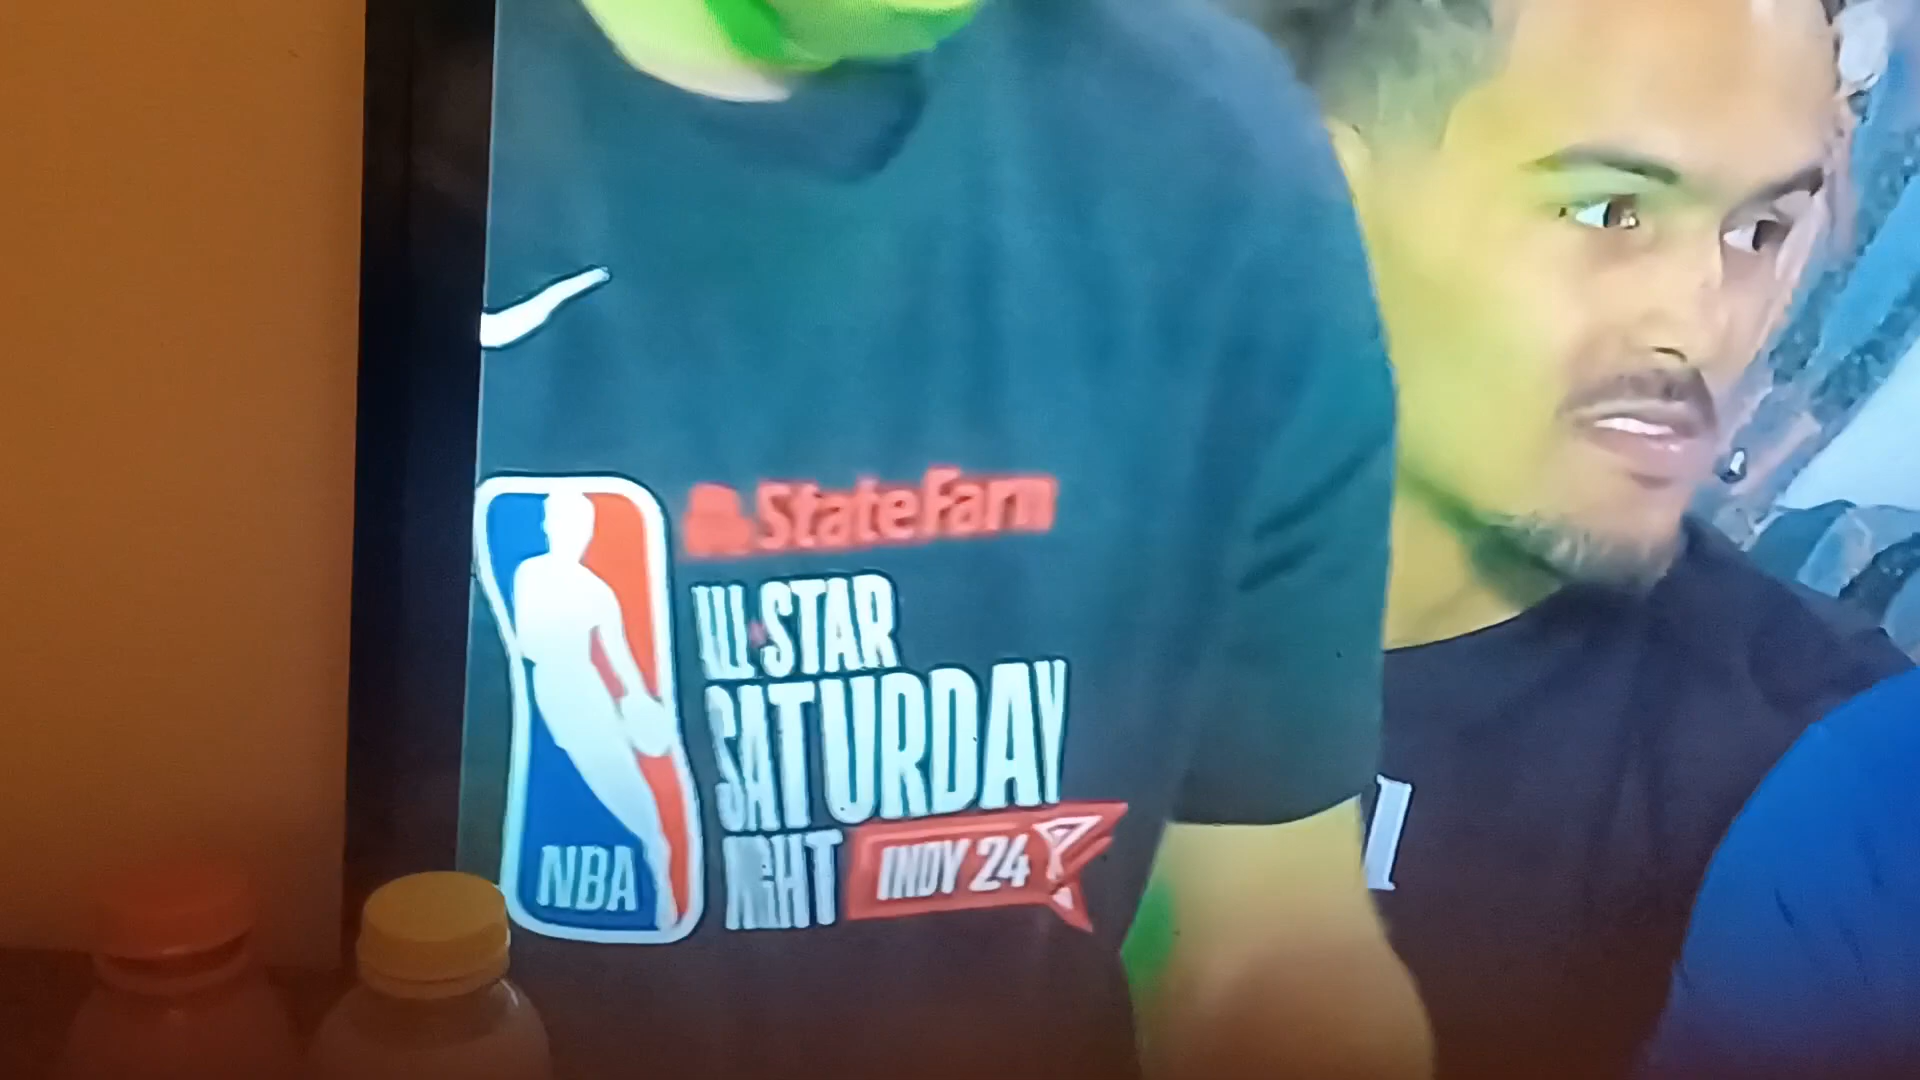 StateFarm
ALL★STAR
SATURDAY
NIGHT
INDY 24
NBA